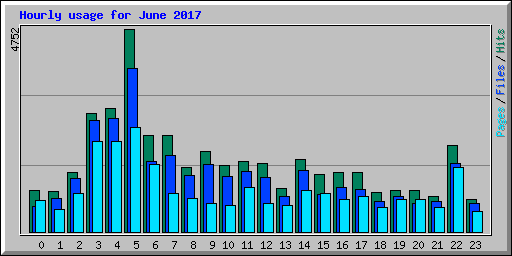 Hourly usage for June 2017
4752
Pages / Files / Hits
0 1 2 3 4 5 6 7 8 9 10 11 12 13 14 15 16 17 18 19 20 21 22 23